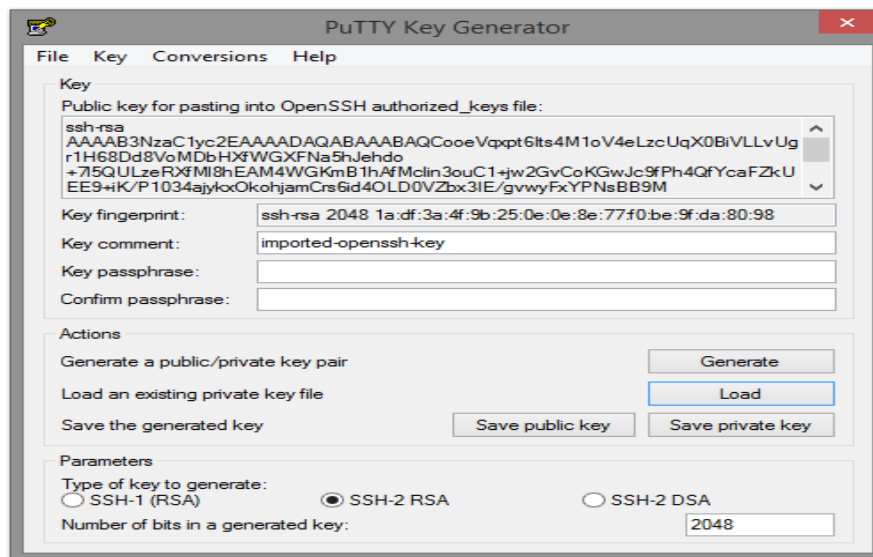 PuTTY Key Generator
File Key Conversions Help
Key
Public key for pasting into OpenSSH authorized_keys file:
ssh-rsa
AAAAB3NzaC1yc2EAAAADAQABAAABAQCooeVqxpt6Its4M1oV4eLzcUqX0BiVLLvUg
r1H68Dd8VoMDbHXfWGXFNa5hJehdo
+7I5QULzeRXfMI8hEAM4WGKmB1hAfMclin3ouC1+jw2GvCoKGwJc9fPh4QfYcaFZkU
EE9+iK/P1034ajykxOkohjamCrs6id4OLD0VZbx3IE/gvwyFxYPNsBB9M
Key fingerprint: ssh-rsa 2048 1a:df:3a:4f:9b:25:0e:0e:8e:77:f0:be:9f:da:80:98
Key comment: imported-openssh-key
Key passphrase:
Confirm passphrase:
Actions
Generate a public/private key pair Generate
Load an existing private key file Load
Save the generated key Save public key Save private key
Parameters
Type of key to generate:
SSH-1 (RSA) SSH-2 RSA SSH-2 DSA
Number of bits in a generated key: 2048